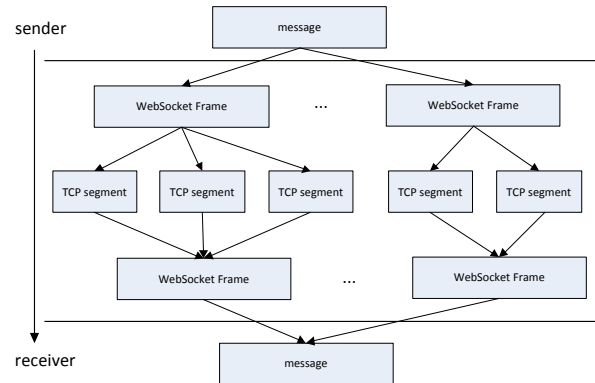 sender
message
WebSocket Frame
...
WebSocket Frame
TCP segment
TCP segment
TCP segment
TCP segment
TCP segment
WebSocket Frame
...
WebSocket Frame
receiver
message